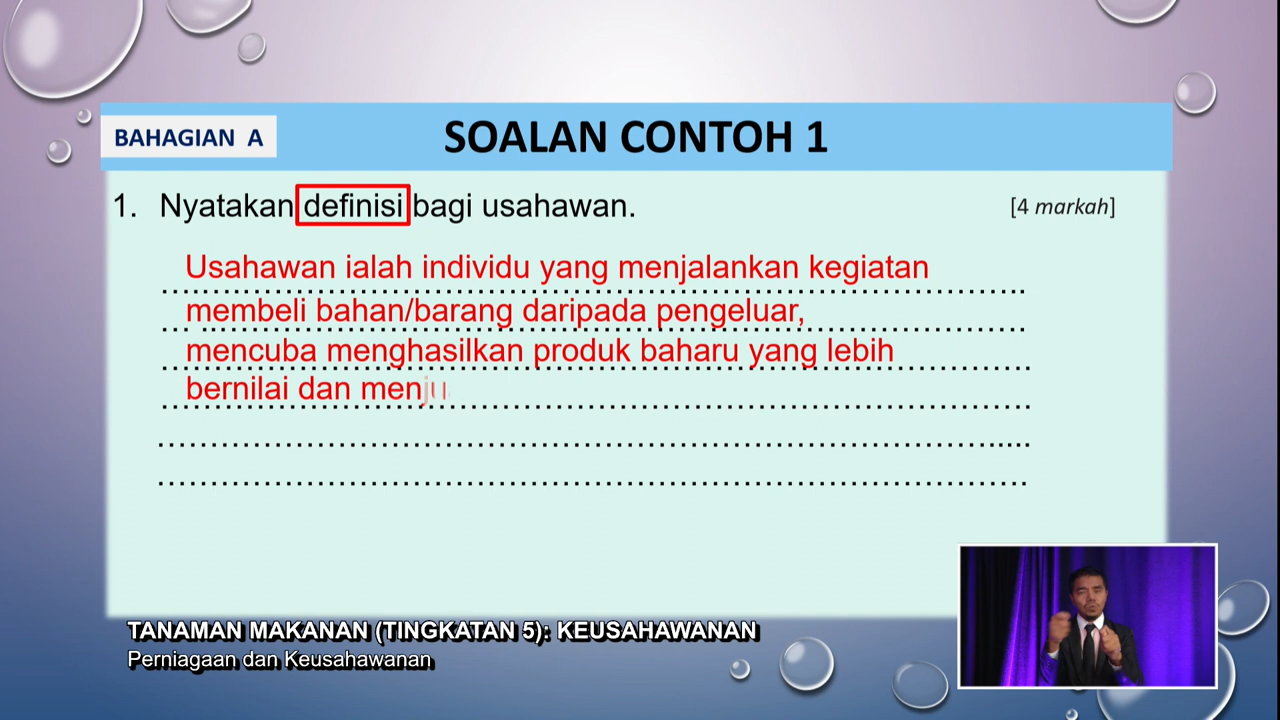 BAHAGIAN A
SOALAN CONTOH 1
1. Nyatakan definisi bagi usahawan. [4 markah]
Usahawan ialah individu yang menjalankan kegiatan
membeli bahan/barang daripada pengeluar,
mencuba menghasilkan produk baharu yang lebih
bernilai dan menju
TANAMAN MAKANAN (TINGKATAN 5): KEUSAHAWANAN
Perniagaan dan Keusahawanan